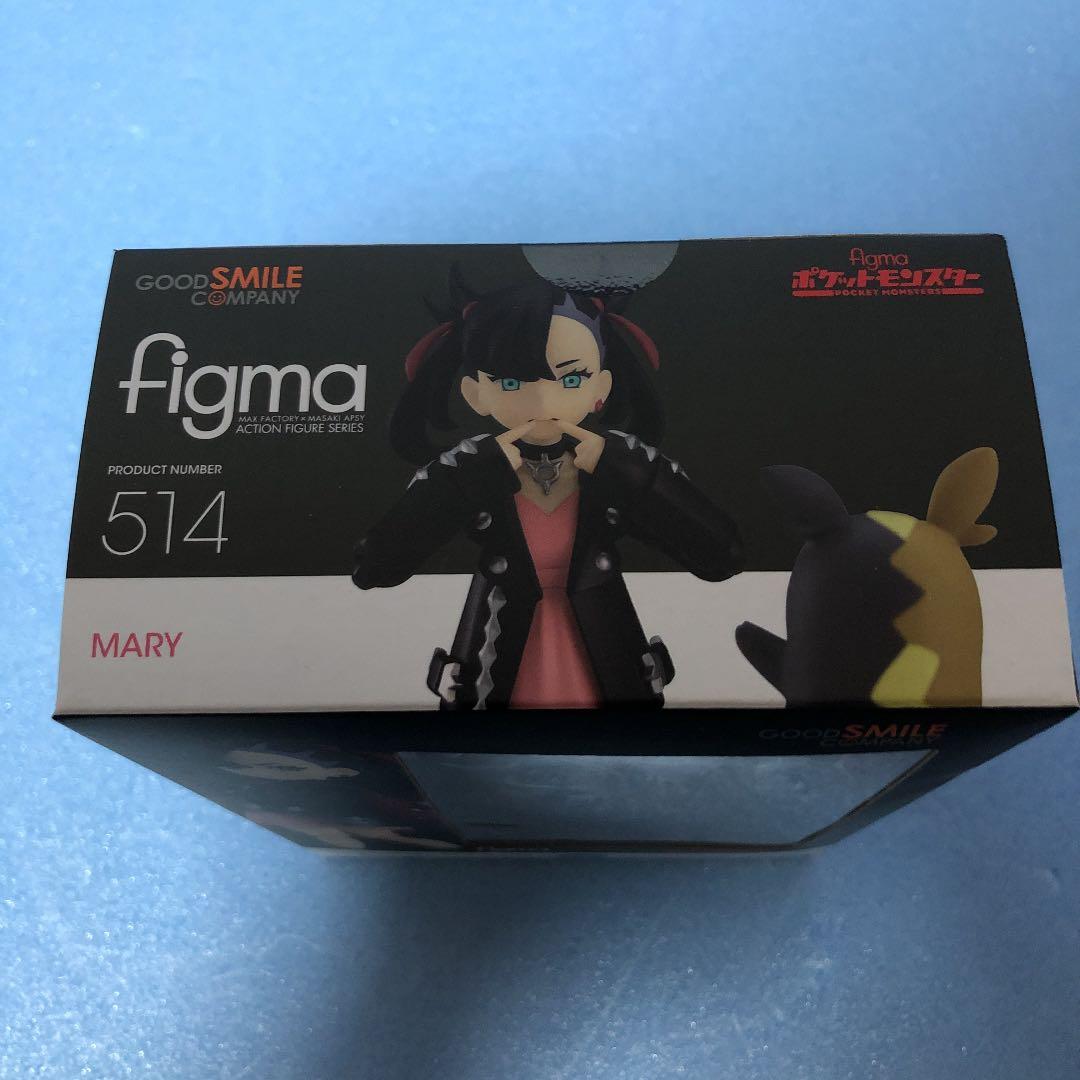 GOOD SMILE
COMPANY
figma
MAX FACTORY × MASAKI APSY
ACTION FIGURE SERIES
PRODUCT NUMBER
514
MARY
figma
ポケットモンスター
POCKET MONSTERS
GOOD SMILE
COMPANY